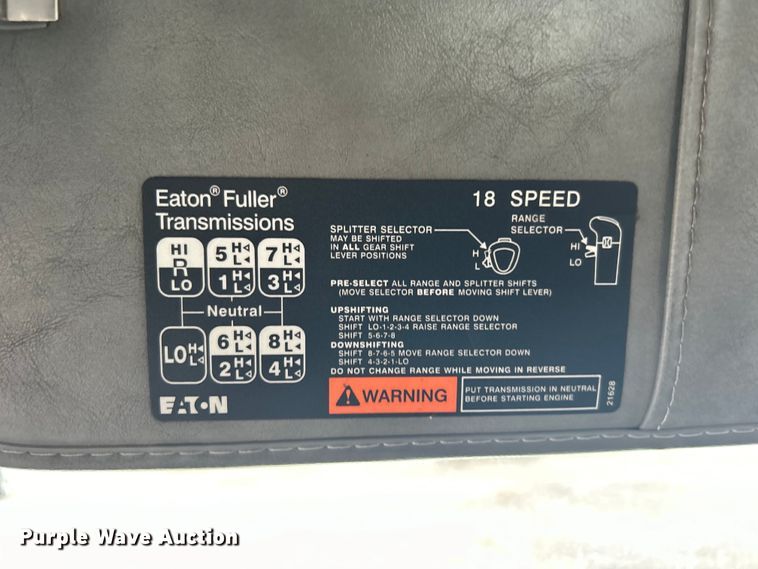 Eaton® Fuller® Transmissions
18 SPEED
HI R LO
5 H L
7 H L
1 H L
3 H L
Neutral
LO H L
6 H L
8 H L
2 H L
4 H L
EATON
SPLITTER SELECTOR
MAY BE SHIFTED
IN ALL GEAR SHIFT
LEVER POSITIONS
H
L
RANGE
SELECTOR
HI
LO
PRE-SELECT ALL RANGE AND SPLITTER SHIFTS
(MOVE SELECTOR BEFORE MOVING SHIFT LEVER)
UPSHIFTING
START WITH RANGE SELECTOR DOWN
SHIFT LO-1-2-3-4 RAISE RANGE SELECTOR
SHIFT 5-6-7-8
DOWNSHIFTING
SHIFT 8-7-6-5 MOVE RANGE SELECTOR DOWN
SHIFT 4-3-2-1-LO
DO NOT CHANGE RANGE WHILE MOVING IN REVERSE
WARNING
PUT TRANSMISSION IN NEUTRAL
BEFORE STARTING ENGINE
21628
Purple Wave Auction